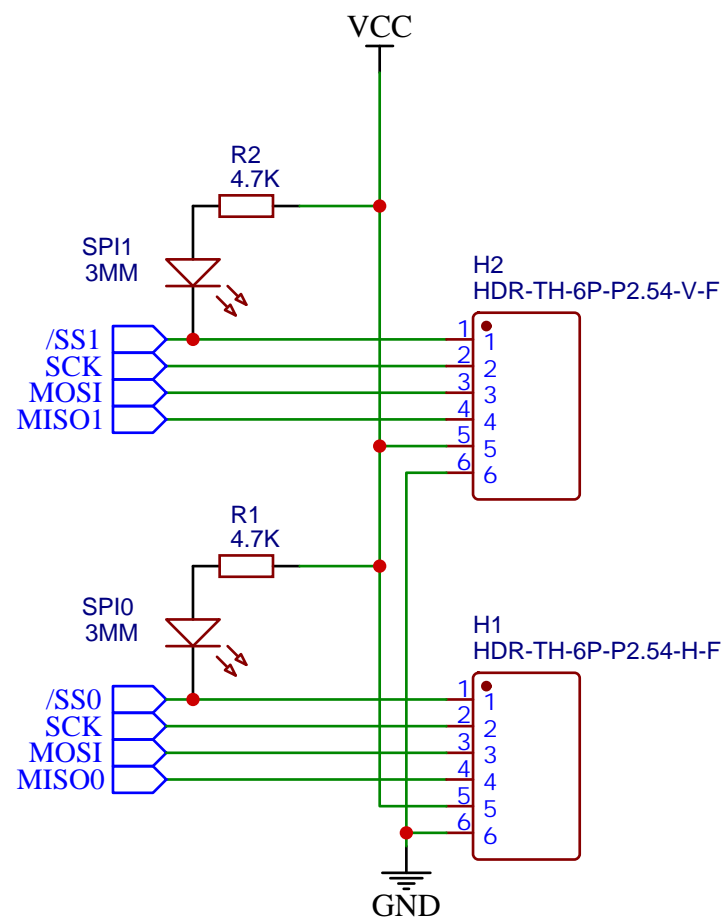 VCC
R2
4.7K
SPI1
3MM
H2
HDR-TH-6P-P2.54-V-F
/SS1 1 1
SCK 2 2
MOSI 3 3
MISO1 4 4
5 5
6 6
R1
4.7K
SPI0
3MM
H1
HDR-TH-6P-P2.54-H-F
/SS0 1 1
SCK 2 2
MOSI 3 3
MISO0 4 4
5 5
6 6
GND